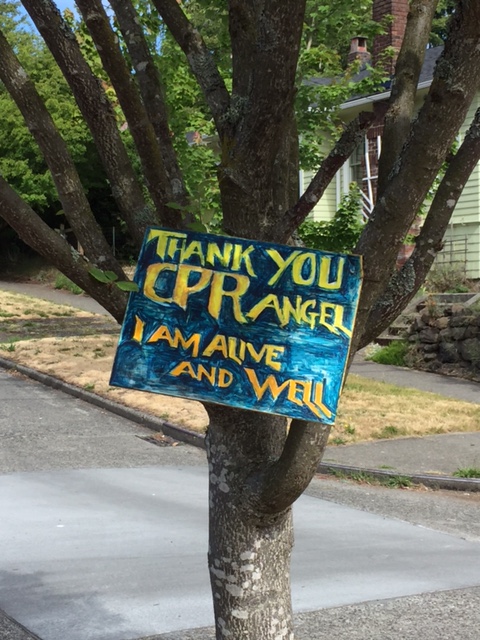 THANK YOU
CPR ANGEL
I AM ALIVE
AND WELL